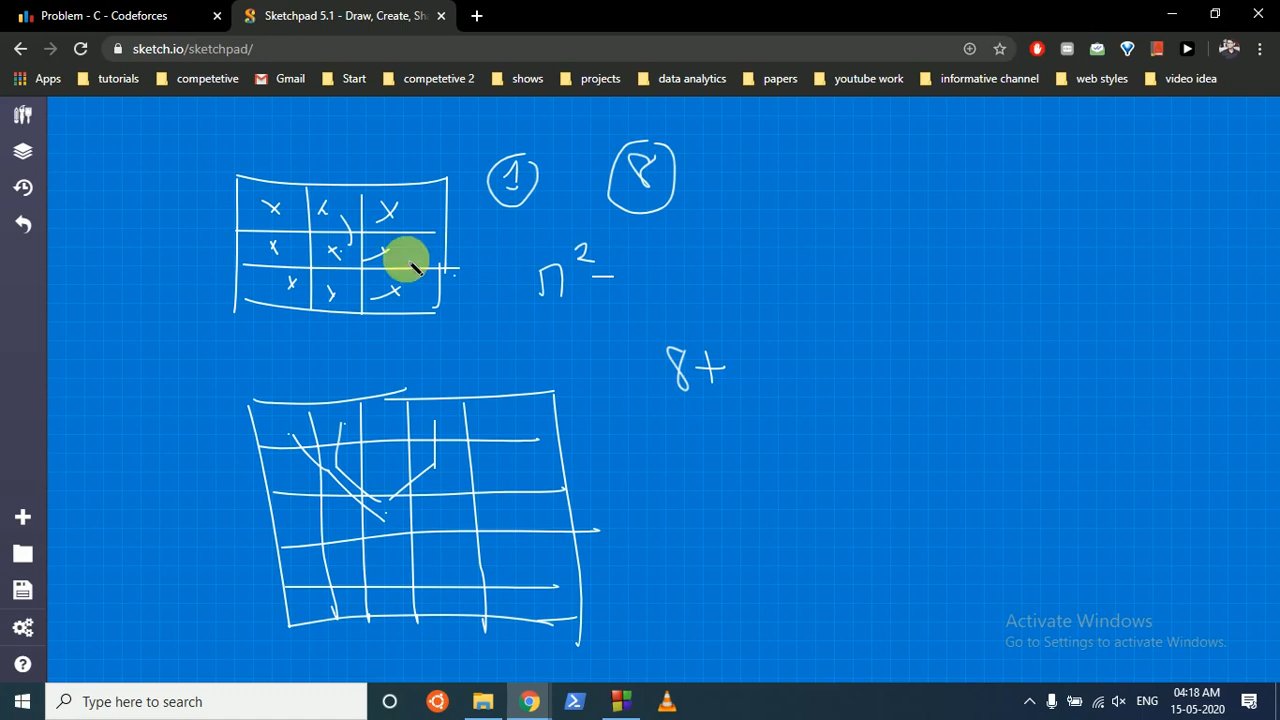 Problem - C - Codeforces
Sketchpad 5.1 - Draw, Create, Sh
sketch.io/sketchpad/
Apps tutorials competetive Gmail Start competetive 2 shows projects data analytics papers youtube work informative channel web styles video idea
1 8
x x x
x x x
x x x
n² –
8+
Activate Windows
Go to Settings to activate Windows.
Type here to search
ENG
04:18 AM
15-05-2020